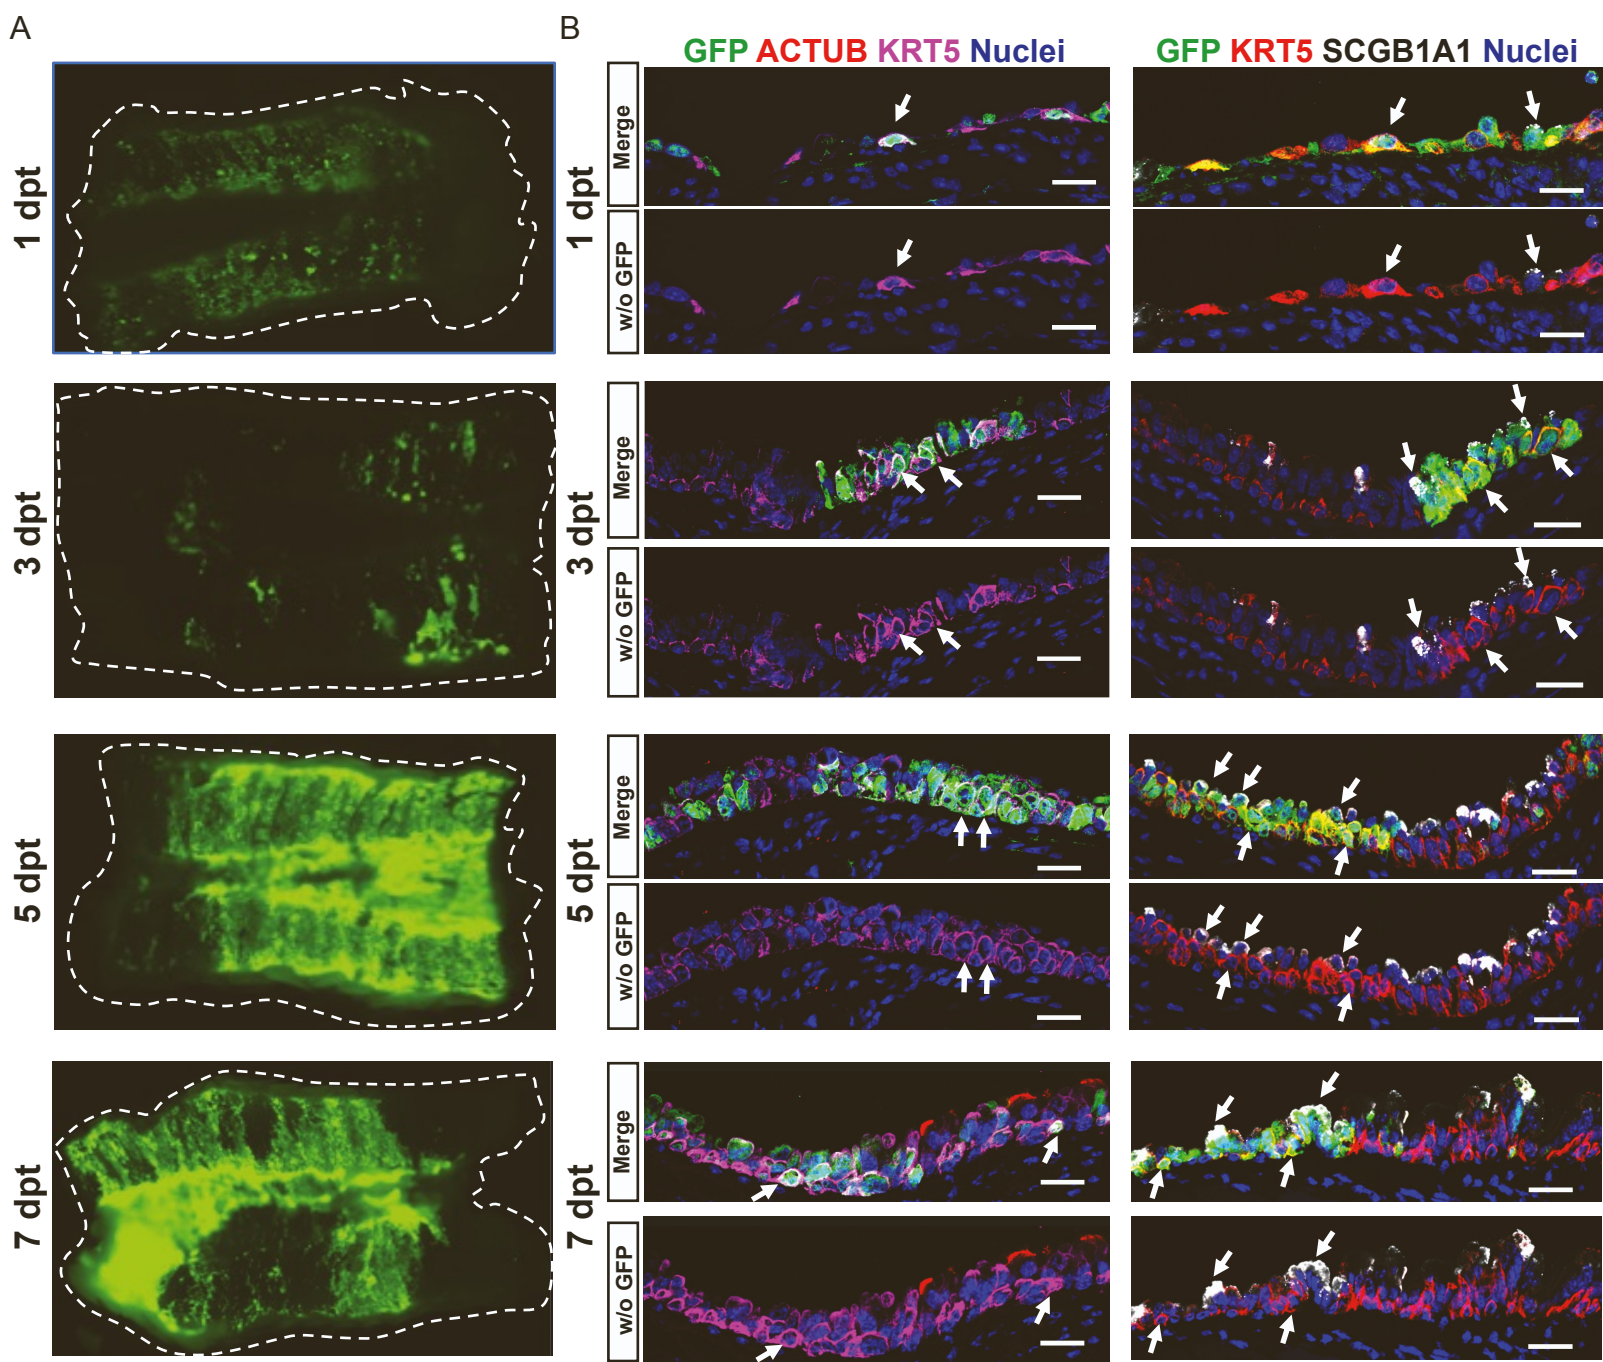 A
B
GFP ACTUB KRT5 Nuclei
GFP KRT5 SCGB1A1 Nuclei
1 dpt
1 dpt
Merge
w/o GFP
3 dpt
3 dpt
Merge
w/o GFP
5 dpt
5 dpt
Merge
w/o GFP
7 dpt
7 dpt
Merge
w/o GFP